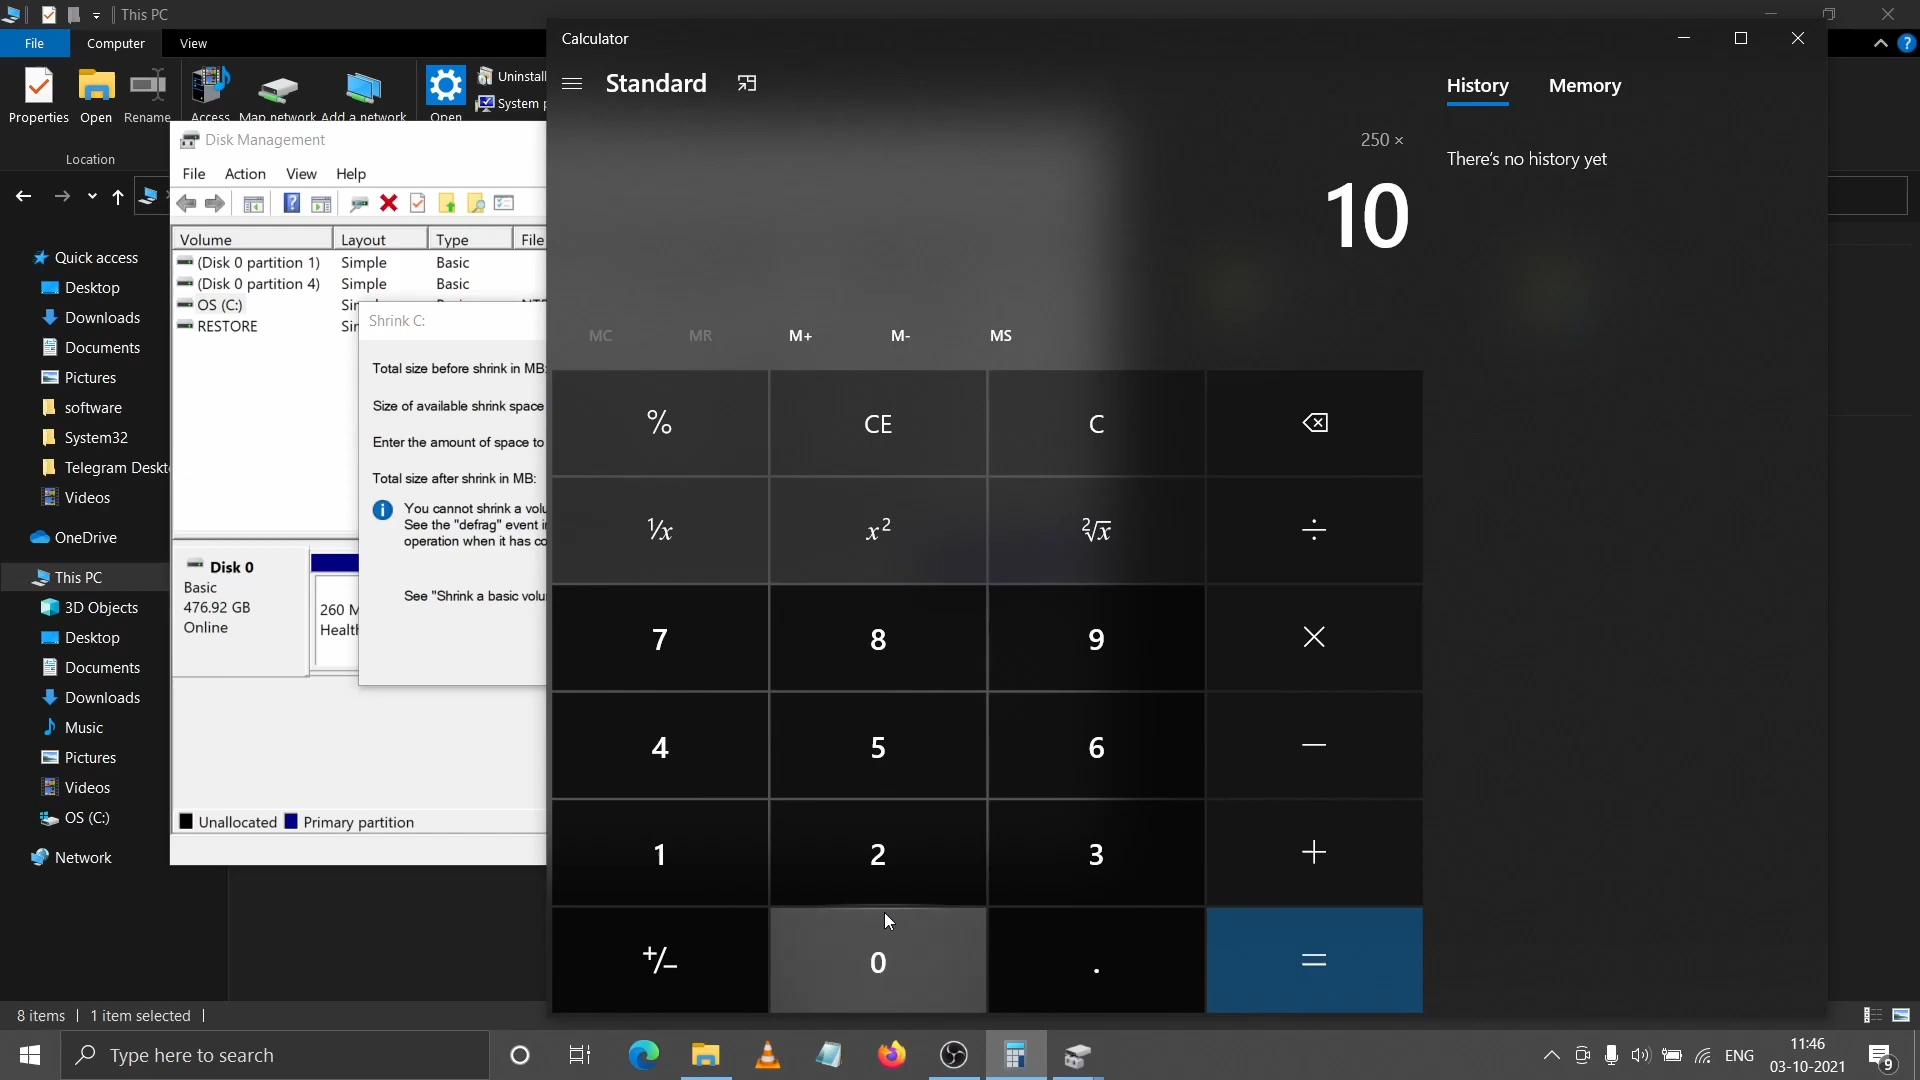 This PC
File
Computer
View
Properties
Open
Rename
Access
Map network
Add a network
Open
Uninstall
System p
Location
Disk Management
File
Action
View
Help
Volume
Layout
Type
File
(Disk 0 partition 1)
Simple
Basic
(Disk 0 partition 4)
Simple
Basic
OS (C:)
RESTORE
Shrink C:
Total size before shrink in MB:
Size of available shrink space
Enter the amount of space to
Total size after shrink in MB:
You cannot shrink a volu
See the "defrag" event in
operation when it has co
See "Shrink a basic volu
Disk 0
Basic
476.92 GB
Online
260 M
Health
Unallocated
Primary partition
Quick access
Desktop
Downloads
Documents
Pictures
software
System32
Telegram Deskt
Videos
OneDrive
This PC
3D Objects
Desktop
Documents
Downloads
Music
Pictures
Videos
OS (C:)
Network
8 items
1 item selected
Calculator
Standard
250 ×
10
MC
MR
M+
M-
MS
%
CE
C
⅟x
x²
²√x
÷
7
8
9
×
4
5
6
−
1
2
3
+
+/−
0
.
=
History
Memory
There's no history yet
Type here to search
ENG
11:46
03-10-2021
9